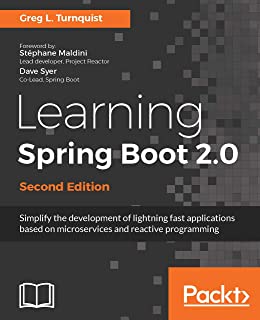 Greg L. Turnquist
Foreword by:
Stéphane Maldini
Lead developer, Project Reactor
Dave Syer
Co-Lead, Spring Boot
Learning
Spring Boot 2.0
Second Edition
Simplify the development of lightning fast applications
based on microservices and reactive programming
Packt>